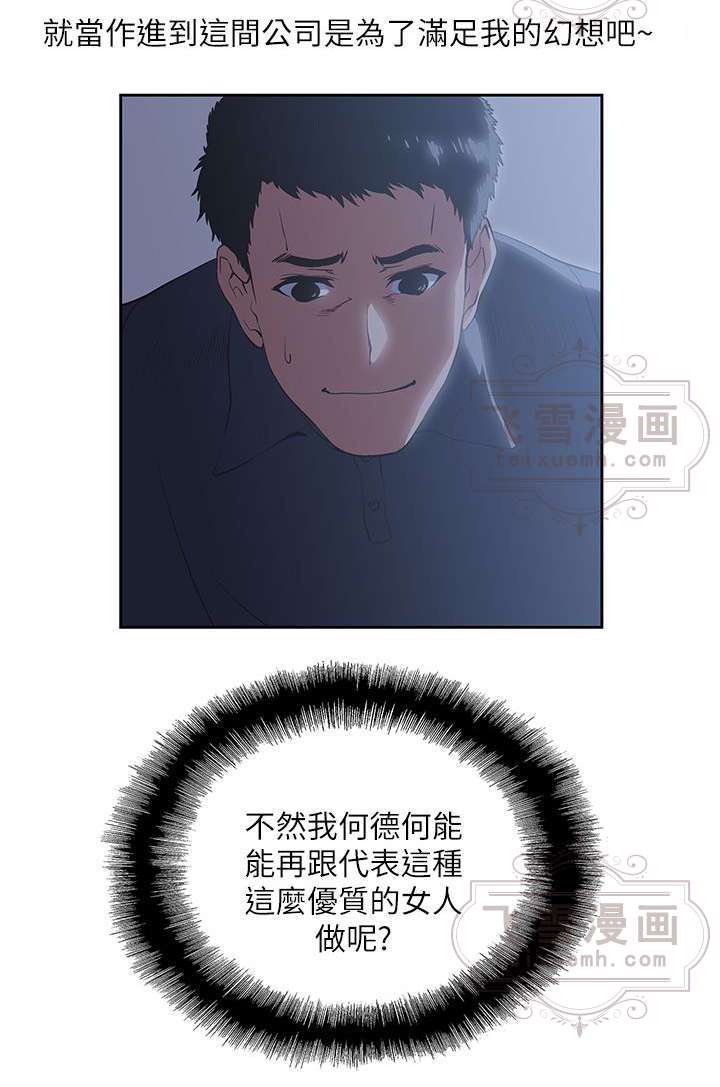 就當作進到這間公司是為了滿足我的幻想吧~
飞雪漫画
feixuemh.com
不然我何德何能
能再跟代表這種
這麼優質的女人
做呢?
飞雪漫画
feixuemh.com